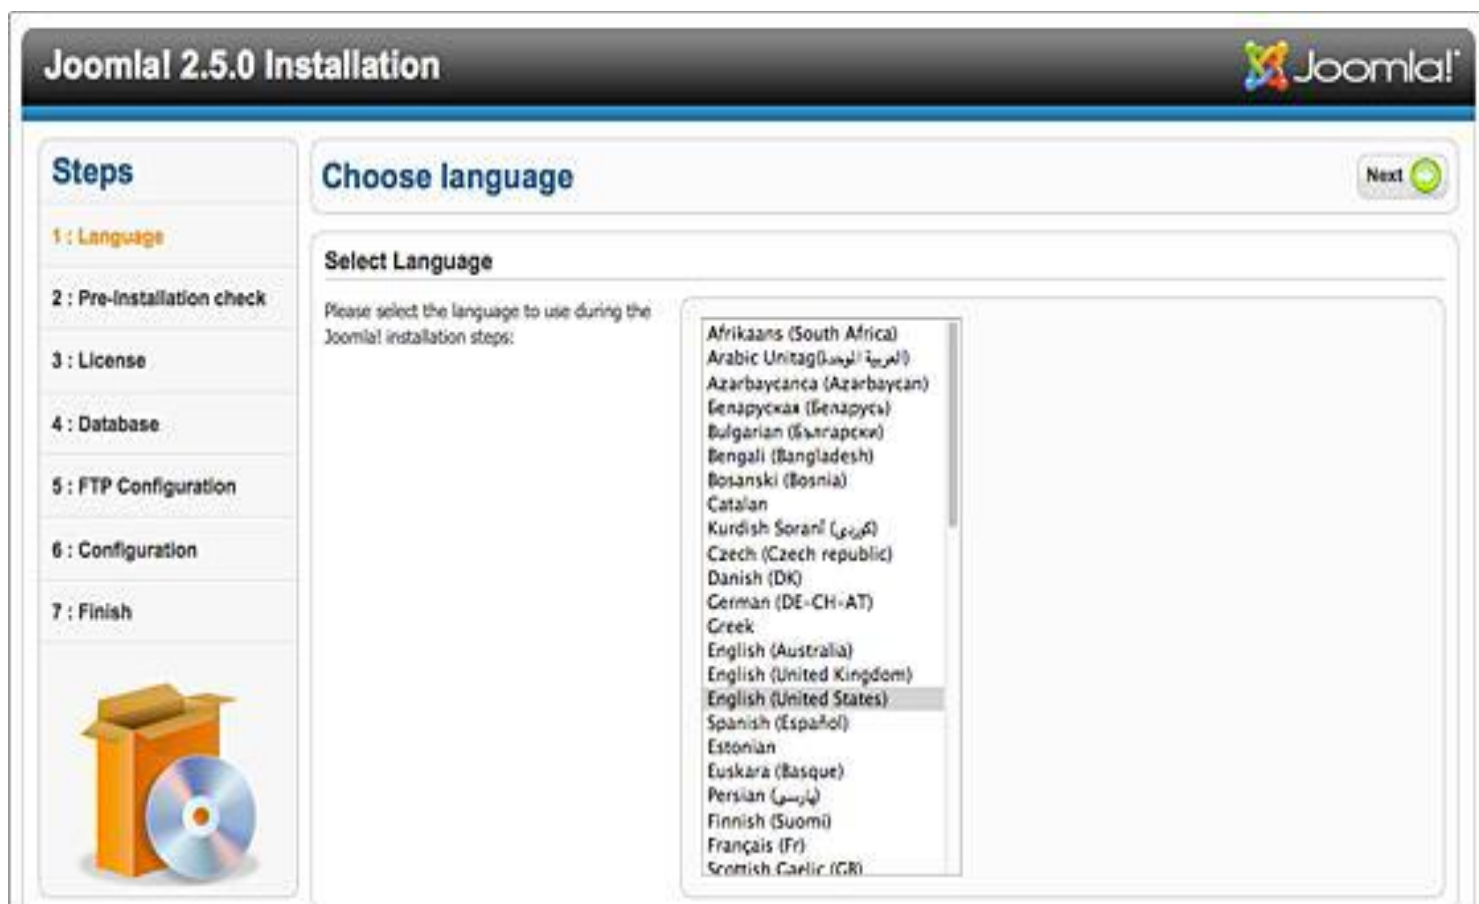 Joomla! 2.5.0 Installation
Joomla!
Steps
1 : Language
2 : Pre-Installation check
3 : License
4 : Database
5 : FTP Configuration
6 : Configuration
7 : Finish
Choose language
Next
Select Language
Please select the language to use during the
Joomla! installation steps:
Afrikaans (South Africa)
Arabic Unitag (العربية الموحدة)
Azərbaycanca (Azərbaycan)
Беларуская (Беларусь)
Bulgarian (Български)
Bengali (Bangladesh)
Bosanski (Bosnia)
Catalan
Kurdish Soranî (کوردی)
Czech (Czech republic)
Danish (DK)
German (DE-CH-AT)
Greek
English (Australia)
English (United Kingdom)
English (United States)
Spanish (Español)
Estonian
Euskara (Basque)
Persian (پارسی)
Finnish (Suomi)
Français (Fr)
Scottish Gaelic (GB)